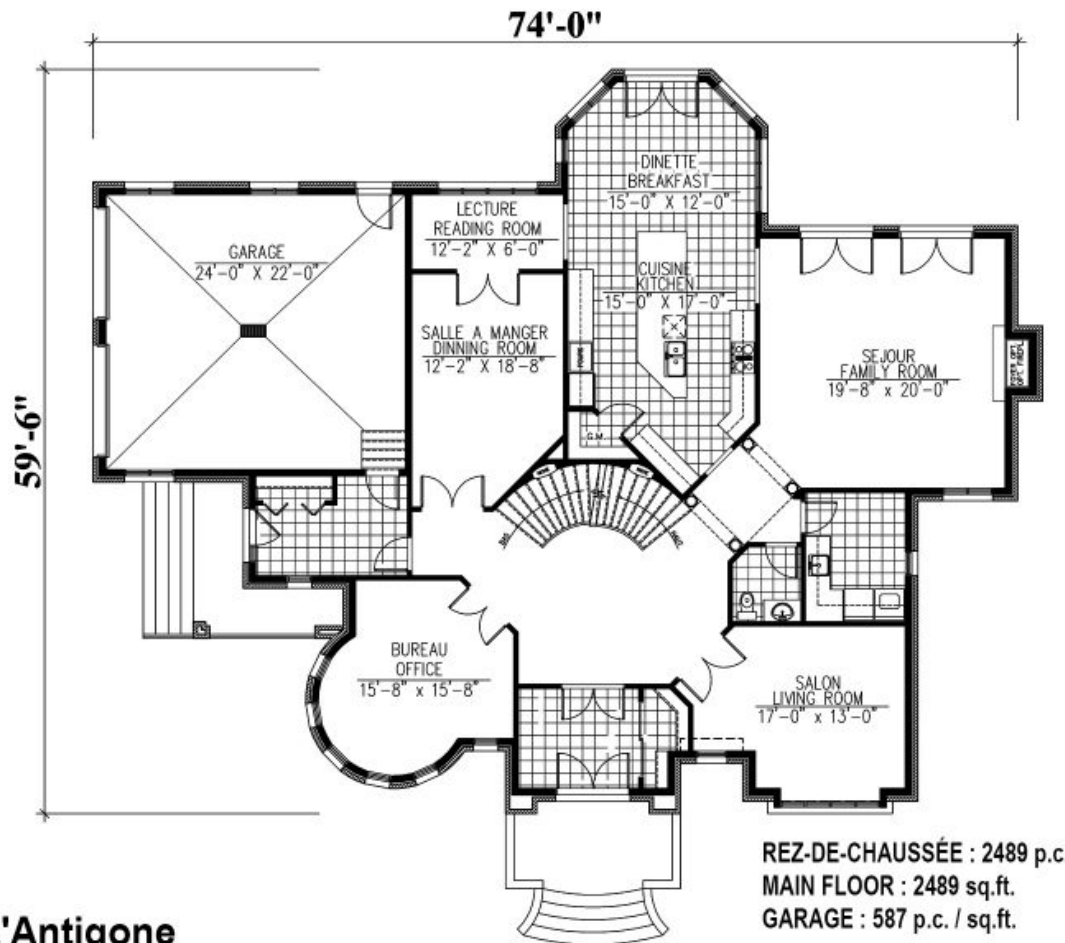 74'-0"
59'-6"
DINETTE
BREAKFAST
15'-0" X 12'-0"
LECTURE
READING ROOM
12'-2" X 6'-0"
GARAGE
24'-0" X 22'-0"
CUISINE
KITCHEN
15'-0" X 17'-0"
SALLE A MANGER
DINNING ROOM
12'-2" X 18'-8"
SEJOUR
FAMILY ROOM
19'-8" X 20'-0"
G.M.
BUREAU
OFFICE
15'-8" x 15'-8"
SALON
LIVING ROOM
17'-0" x 13'-0"
REZ-DE-CHAUSSÉE : 2489 p.c
MAIN FLOOR : 2489 sq.ft.
GARAGE : 587 p.c. / sq.ft.
'Antigone